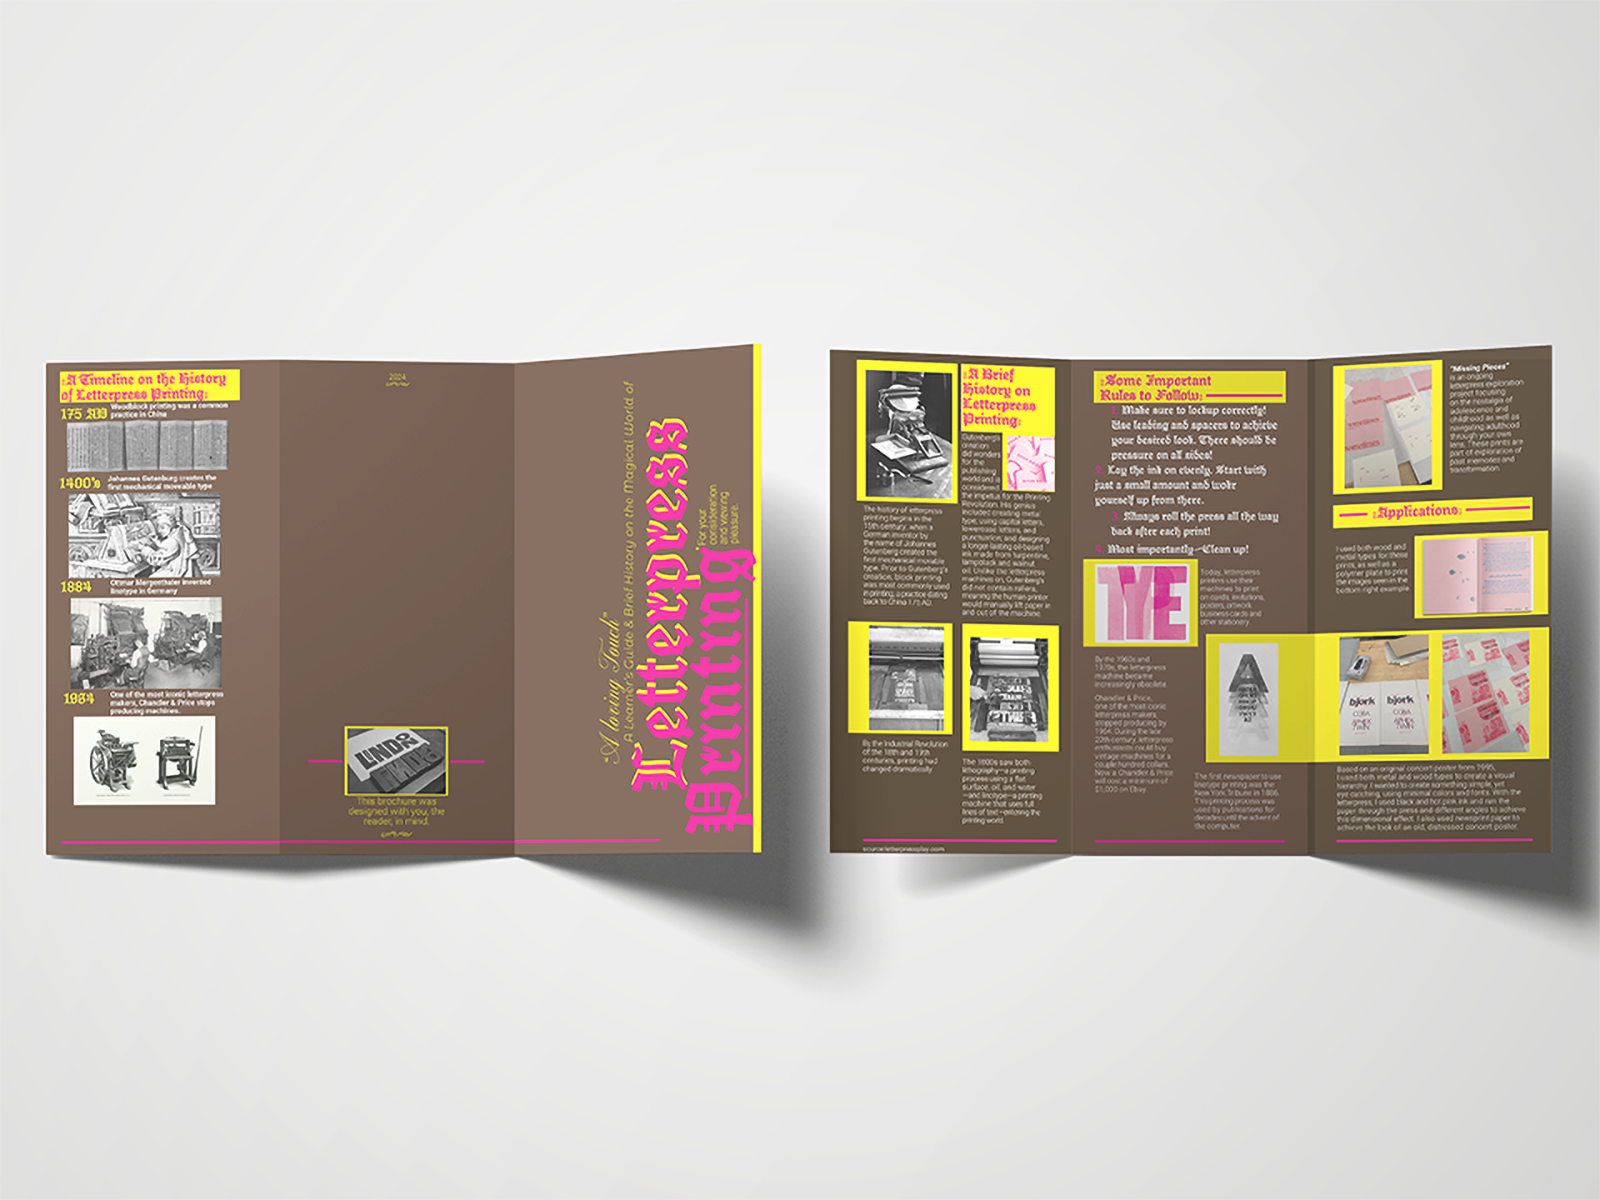 :A Timeline on the History
of Letterpress Printing:
175 AD
Woodblock printing was a common
practice in China
1400's
Johannes Gutenburg creates the
first mechanical moveable type
1884
Ottmar Mergenthaler invented
linotype in Germany
1964
One of the most iconic letterpress
makers, Chandler & Price stops
producing machines.
2024
This brochure was
designed with you, the
reader, in mind.
"A Moving Touch"
A Learner's Guide & Brief History on the Magical World of
Letterpress
Printing
For your
consideration
and viewing
pleasure.
The history of letterpress
printing begins in the
15th century, when a
German inventor by
the name of Johannes
Gutenberg created the
first mechanical movable
type. Prior to Gutenberg's
creation, block printing
was most commonly used
in printing, a practice dating
back to China 175 AD.
:A Brief
History on
Letterpress
Printing:
Gutenberg's
creation
did wonders
for the
publishing
world and is
considered
the impetus for the Printing
Revolution. His genius
included creating metal
type, using capital letters,
lowercase letters, and
punctuation, and designing
a longer-lasting oil-based
ink made from turpentine,
lampblack and walnut
oil. Unlike the letterpress
machines on, Gutenberg's
did not contain rollers,
meaning the human printer
would manually lift paper in
and out of the machine.
By the Industrial Revolution
of the 18th and 19th
centuries, printing had
changed dramatically.
The 1800s saw both
lithography—a printing
process using a flat
surface, oil, and water
—and linotype—a printing
machine that uses full
lines of text—entering the
printing world.
source:letterpressplay.com
:Some Important
Rules to Follow:
1. Make sure to lockup correctly!
Use leading and spacers to achieve
your desired look. There should be
pressure on all sides!
2. Lay the ink on evenly. Start with
just a small amount and wokr
yourself up from there.
3. Always roll the press all the way
back after each print!
4. Most importantly—Clean up!
TYE
Today, letterpress
printers use their
machines to print
on cards, invitations,
posters, artwork
business cards and
other stationery.
By the 1960s and
1970s, the letterpress
machine became
increasingly obsolete.
Chandler & Price,
one of the most iconic
letterpress makers,
stopped producing by
1964. During the late
22th century, letterpress
enthusiasts could buy
vintage machines for a
couple hundred collars.
Now a Chandler & Price
will cost a minimum of
$1,000 on Ebay.
The first newspaper to use
linotype printing was the
New York Tribune in 1886.
This printing process was
used by publications for
decades until the advent of
the computer.
"Missing Pieces"
is an ongoing
letterpress exploration
project focusing
on the nostalgia of
adolescence and
childhood as well as
navigating adulthood
through your own
lens. These prints are
part of exploration of
past memories and
transformation.
:Applications:
I used both wood and
metal types for these
prints, as well as a
polymer plate to print
the images seen in the
bottom right example.
björk
björk
Based on an original concert poster from 1995,
I used both metal and wood types to create a visual
hierarchy. I wanted to create something simple, yet
eye-catching, using minimal colors and fonts. With the
letterpress, I used black and hot pink ink and ran the
paper through the press and different angles to achieve
this dimensional effect. I also used newsprint paper to
achieve the look of an old, distressed concert poster.